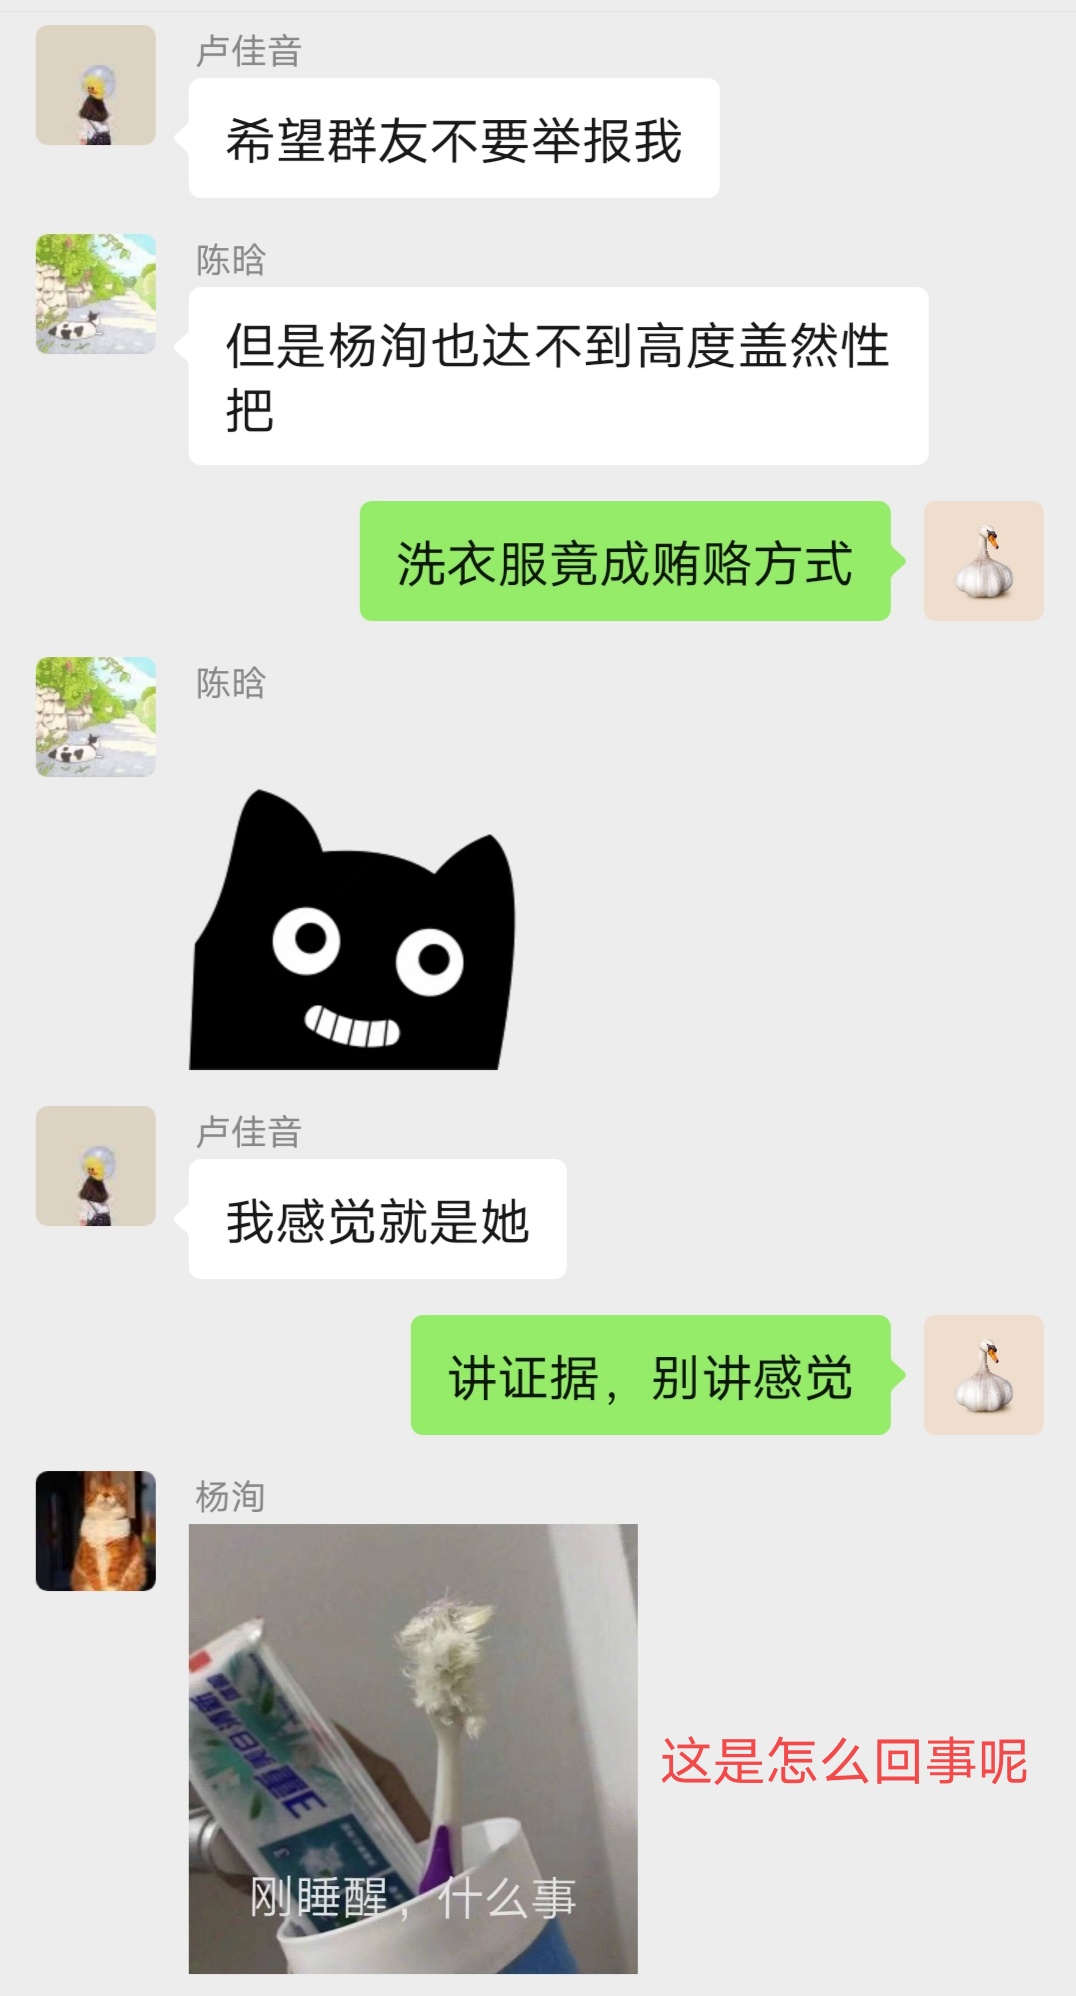 卢佳音
希望群友不要举报我
陈晗
但是杨洵也达不到高度盖然性
把
洗衣服竟成贿赂方式
陈晗
卢佳音
我感觉就是她
讲证据，别讲感觉
杨洵
这是怎么回事呢
刚睡醒，什么事